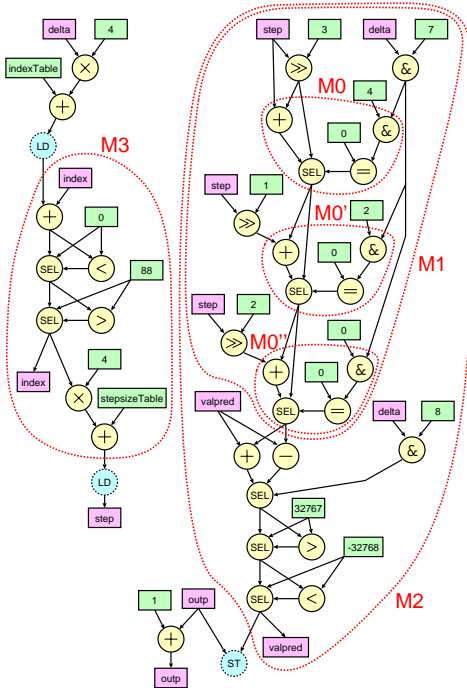 delta 4 step 3 delta 7
indexTable × ≫ &
+ M0 4
LD + 0 &
M3 SEL =
index step 1 M0' 2
+ 0 ≫ + 0 &
SEL < 88 SEL = M1
SEL > step 2 0
≫ M0'' 0 &
index 4 + SEL =
× stepsizeTable valpred delta 8
+ + − &
LD SEL
step 32767
SEL > -32768
SEL < M2
1 outp
+ ST valpred
outp